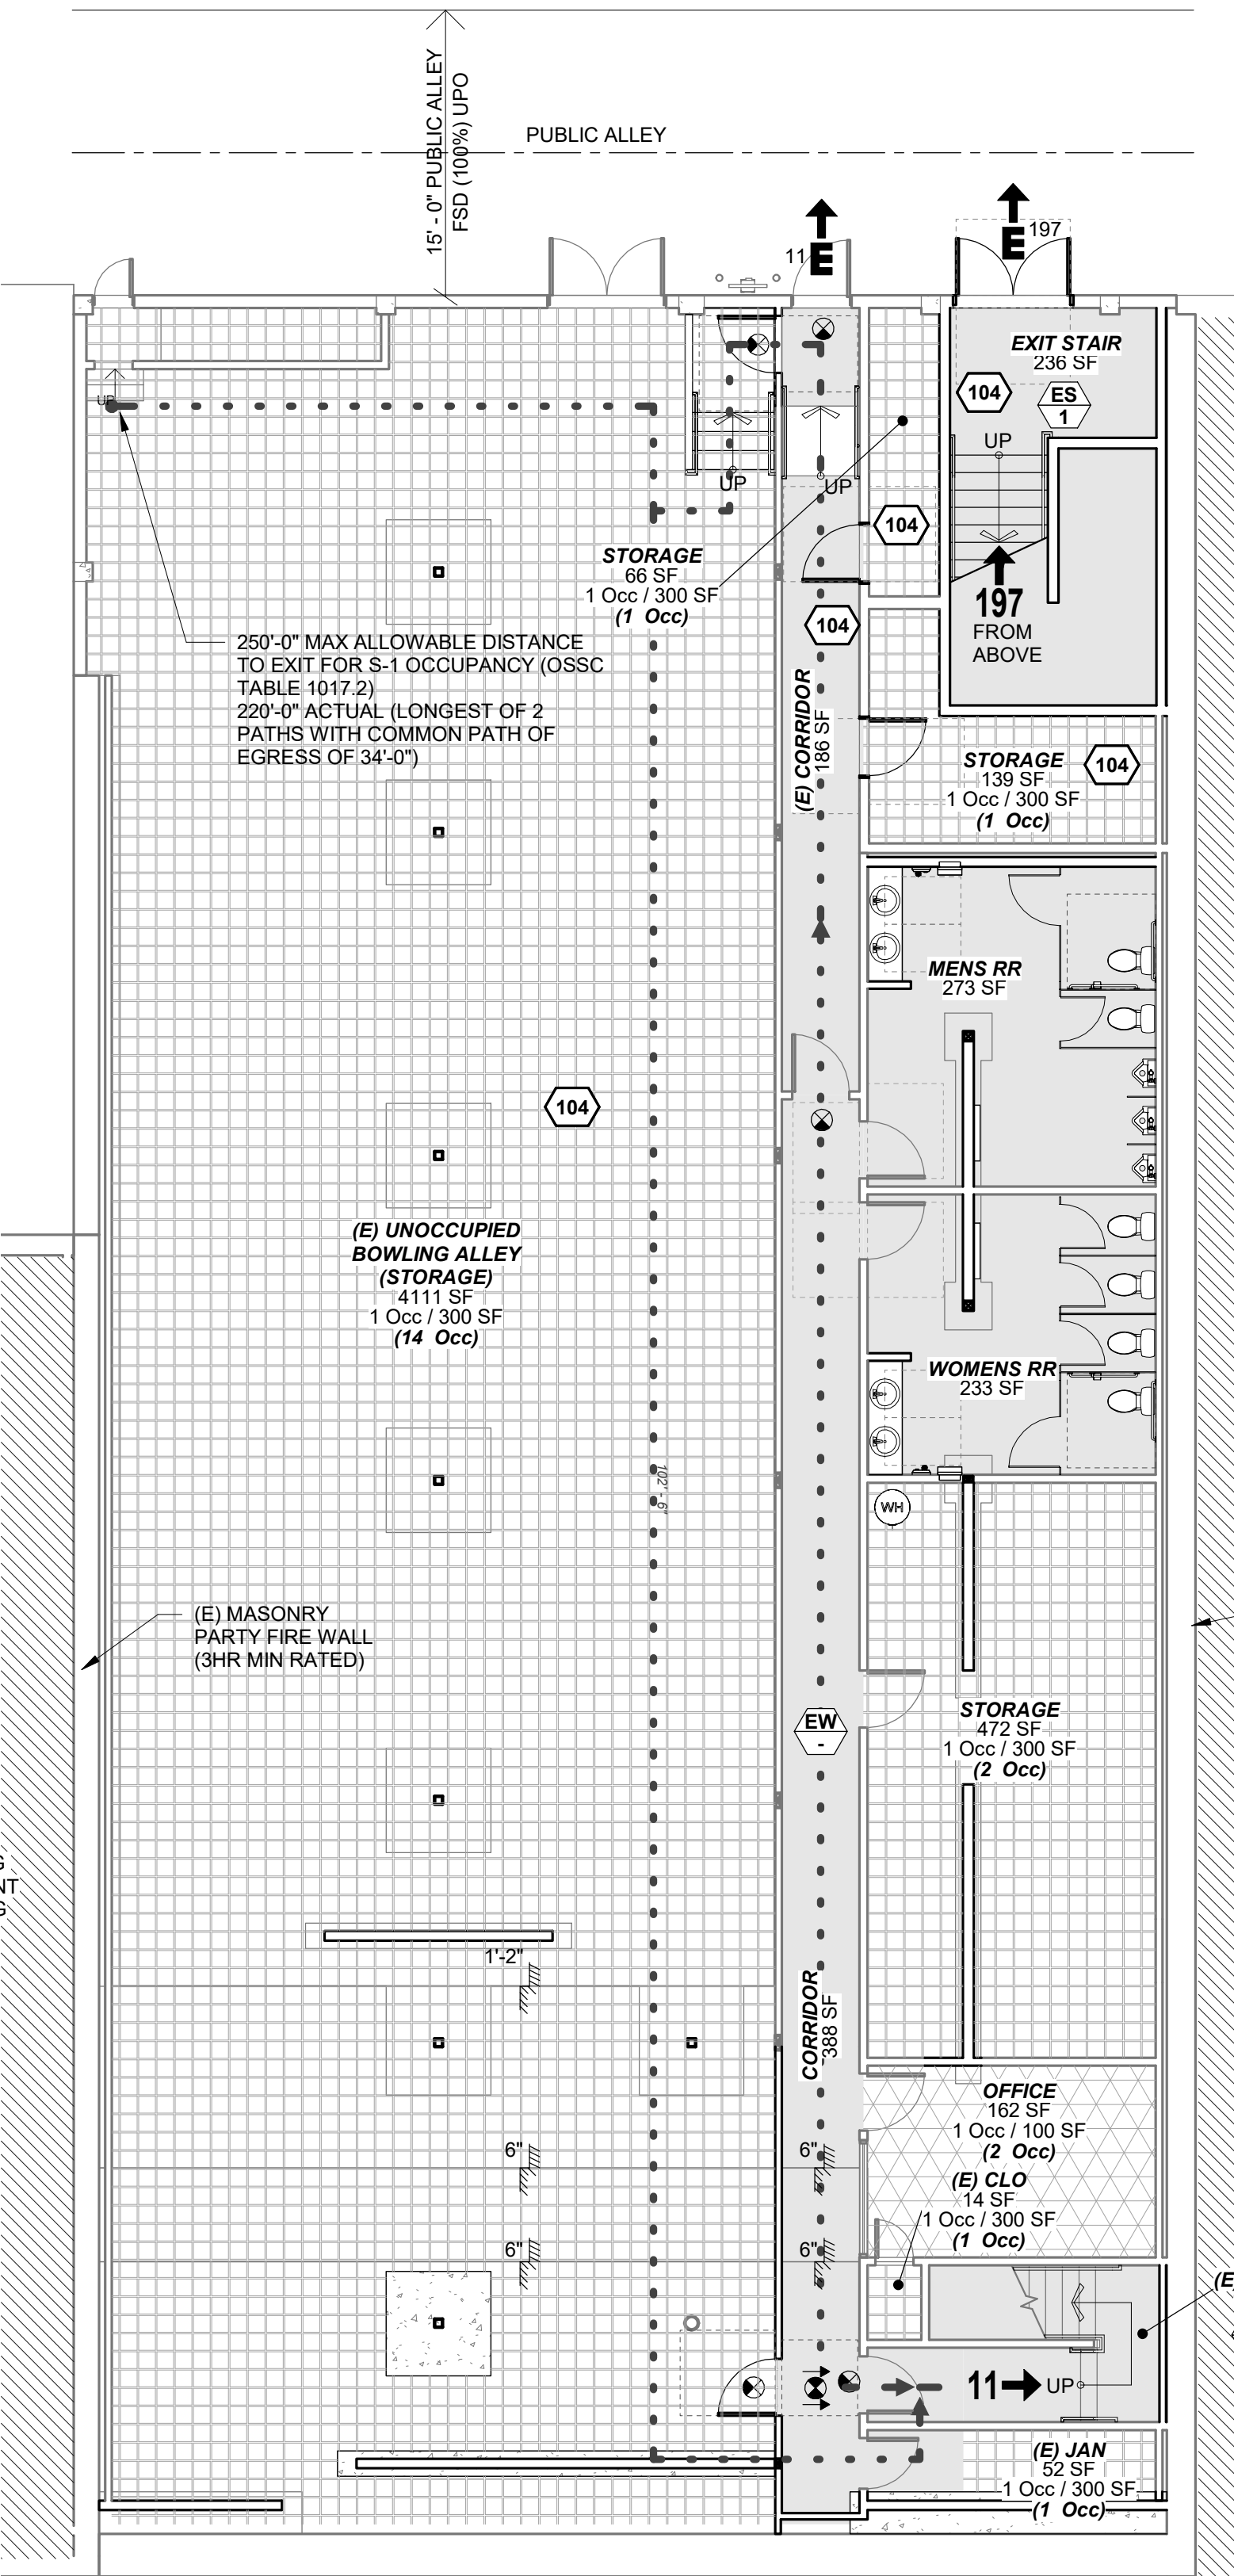 15' - 0" PUBLIC ALLEY
FSD (100%) UPO
PUBLIC ALLEY
11
E
E
197
EXIT STAIR
236 SF
104
ES
1
UP
UP
UP
UP
104
STORAGE
66 SF
1 Occ / 300 SF
(1 Occ)
197
FROM
ABOVE
104
250'-0" MAX ALLOWABLE DISTANCE
TO EXIT FOR S-1 OCCUPANCY (OSSC
TABLE 1017.2)
220'-0" ACTUAL (LONGEST OF 2
PATHS WITH COMMON PATH OF
EGRESS OF 34'-0")
(E) CORRIDOR
186 SF
STORAGE
139 SF
1 Occ / 300 SF
(1 Occ)
104
MENS RR
273 SF
104
(E) UNOCCUPIED
BOWLING ALLEY
(STORAGE)
4111 SF
1 Occ / 300 SF
(14 Occ)
WOMENS RR
233 SF
102' - 6"
WH
(E) MASONRY
PARTY FIRE WALL
(3HR MIN RATED)
EW
-
STORAGE
472 SF
1 Occ / 300 SF
(2 Occ)
G
NT
G
1'-2"
CORRIDOR
388 SF
OFFICE
162 SF
1 Occ / 100 SF
(2 Occ)
6"
6"
(E) CLO
14 SF
1 Occ / 300 SF
(1 Occ)
6"
6"
(E
11
UP
(E) JAN
52 SF
1 Occ / 300 SF
(1 Occ)